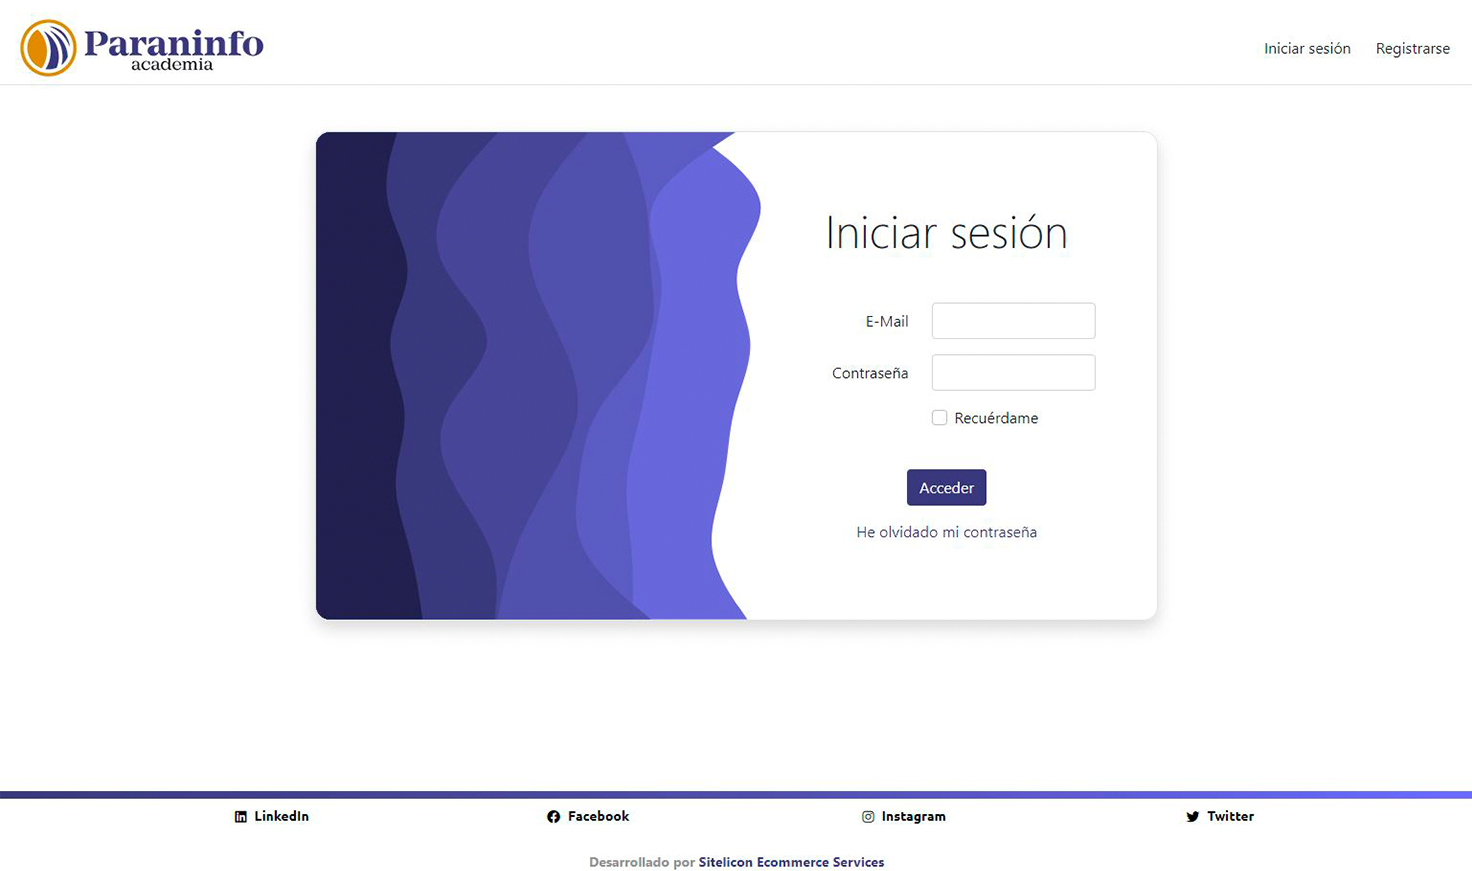 Paraninfo
academia
Iniciar sesión
Registrarse
Iniciar sesión
E-Mail
Contraseña
Recuérdame
Acceder
He olvidado mi contraseña
LinkedIn
Facebook
Instagram
Twitter
Desarrollado por Sitelicon Ecommerce Services